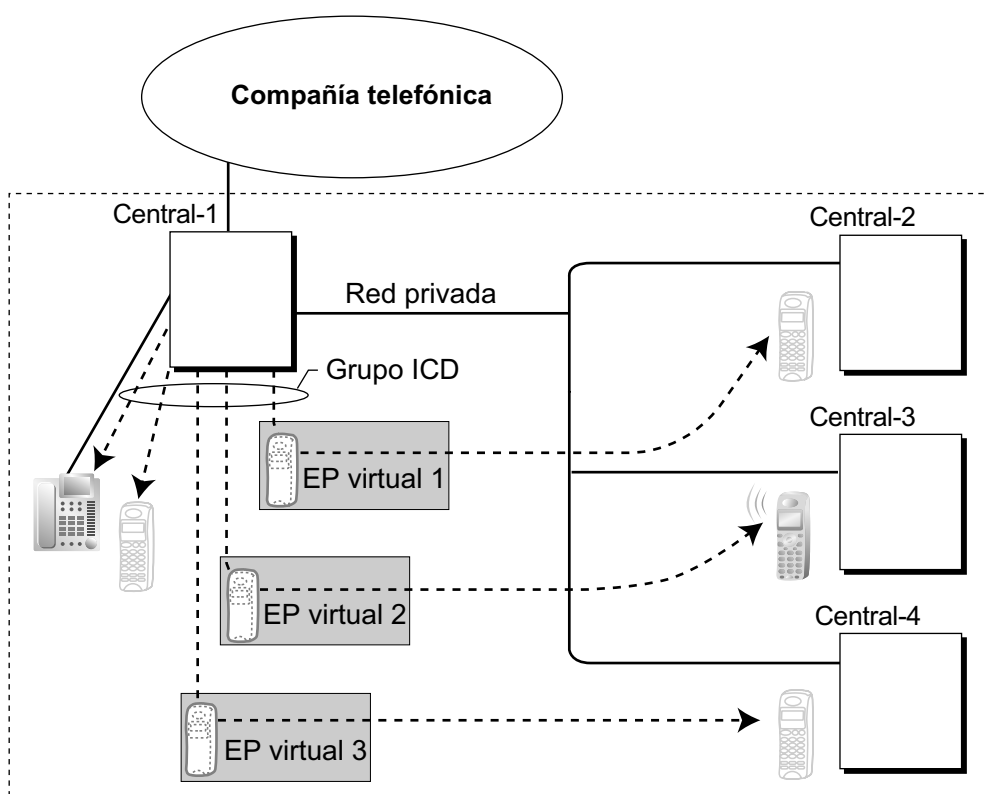 Compañía telefónica
Central-1
Central-2
Red privada
Grupo ICD
Central-3
EP virtual 1
EP virtual 2
Central-4
EP virtual 3